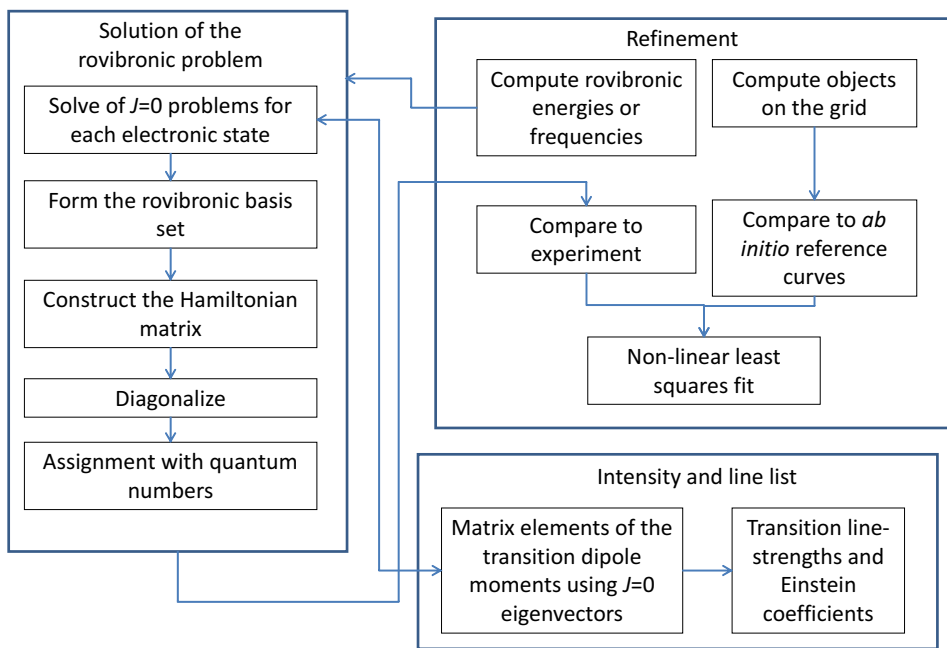 Solution of the
rovibronic problem
Solve of J=0 problems for
each electronic state
Form the rovibronic basis
set
Construct the Hamiltonian
matrix
Diagonalize
Assignment with quantum
numbers
Refinement
Compute rovibronic
energies or
frequencies
Compute objects
on the grid
Compare to
experiment
Compare to ab
initio reference
curves
Non-linear least
squares fit
Intensity and line list
Matrix elements of the
transition dipole
moments using J=0
eigenvectors
Transition line-
strengths and
Einstein
coefficients